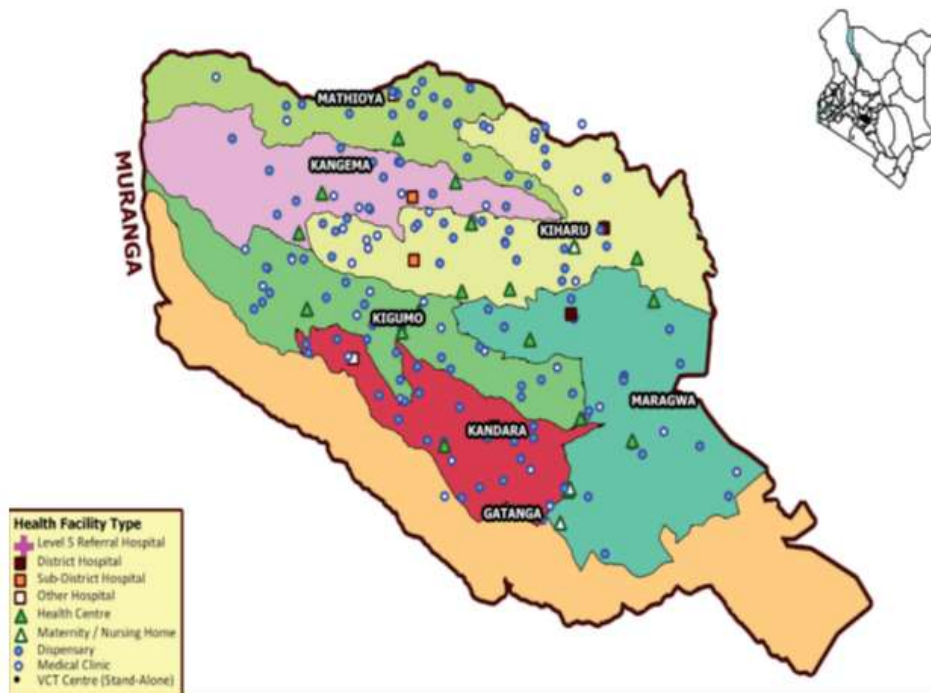 MATHIOYA
KANGEMA
MURANGA
KIHARU
KIGUMO
MARAGWA
KANDARA
GATANGA
Health Facility Type
Level 5 Referral Hospital
District Hospital
Sub-District Hospital
Other Hospital
Health Centre
Maternity / Nursing Home
Dispensary
Medical Clinic
VCT Centre (Stand-Alone)